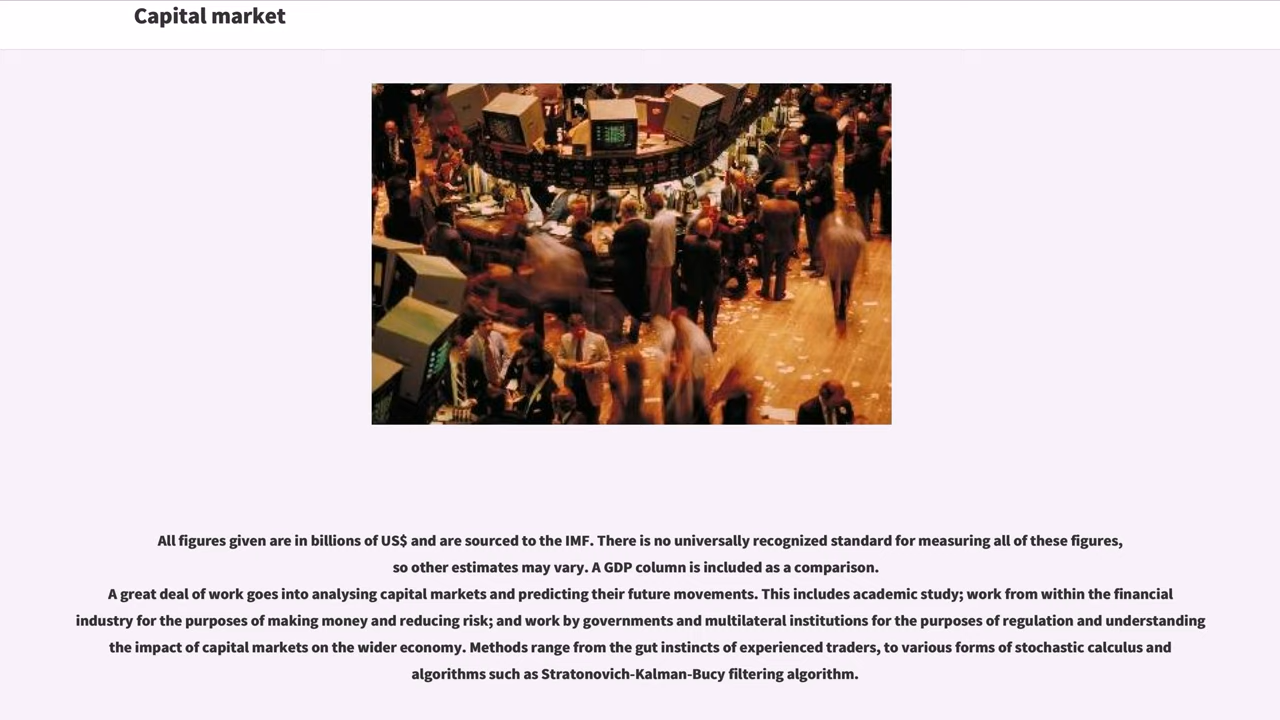 Capital market
All figures given are in billions of US$ and are sourced to the IMF. There is no universally recognized standard for measuring all of these figures,
so other estimates may vary. A GDP column is included as a comparison.
A great deal of work goes into analysing capital markets and predicting their future movements. This includes academic study; work from within the financial
industry for the purposes of making money and reducing risk; and work by governments and multilateral institutions for the purposes of regulation and understanding
the impact of capital markets on the wider economy. Methods range from the gut instincts of experienced traders, to various forms of stochastic calculus and
algorithms such as Stratonovich-Kalman-Bucy filtering algorithm.